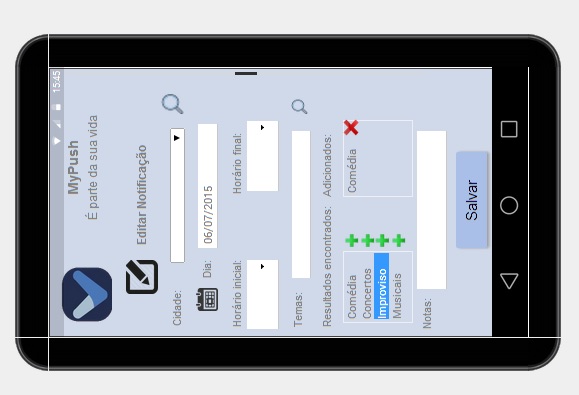 15:45
MyPush
É parte da sua vida
Editar Notificação
Cidade:
Dia:
06/07/2015
Horário inicial:
Horário final:
Temas:
Resultados encontrados:
Adicionados:
Comédia
Concertos
Improviso
Musicais
Comédia
Notas:
Salvar